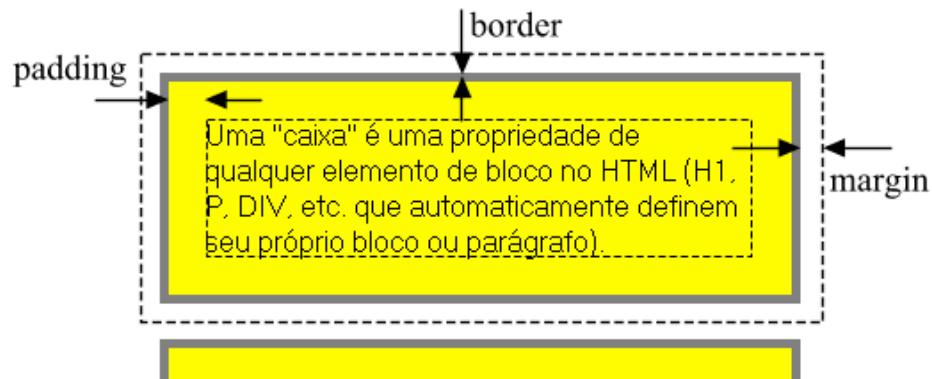 border
padding
Uma "caixa" é uma propriedade de
qualquer elemento de bloco no HTML (H1,
P, DIV, etc. que automaticamente definem
seu próprio bloco ou parágrafo).
margin